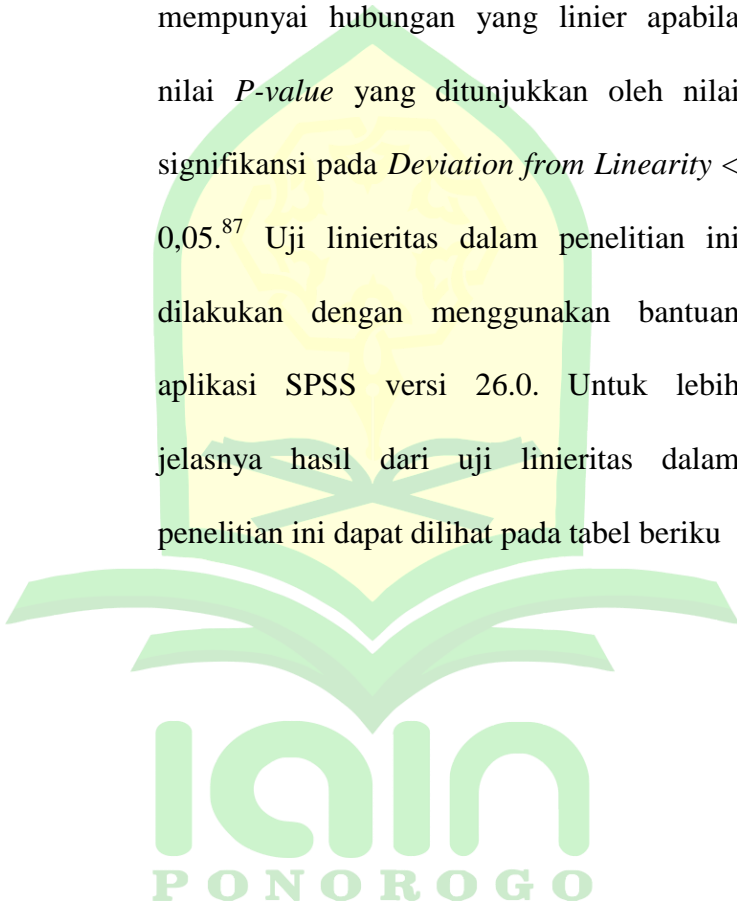 mempunyai hubungan yang linier apabila
nilai P-value yang ditunjukkan oleh nilai
signifikansi pada Deviation from Linearity <
0,05.87 Uji linieritas dalam penelitian ini
dilakukan dengan menggunakan bantuan
aplikasi SPSS versi 26.0. Untuk lebih
jelasnya hasil dari uji linieritas dalam
penelitian ini dapat dilihat pada tabel beriku
iain
PONOROGO